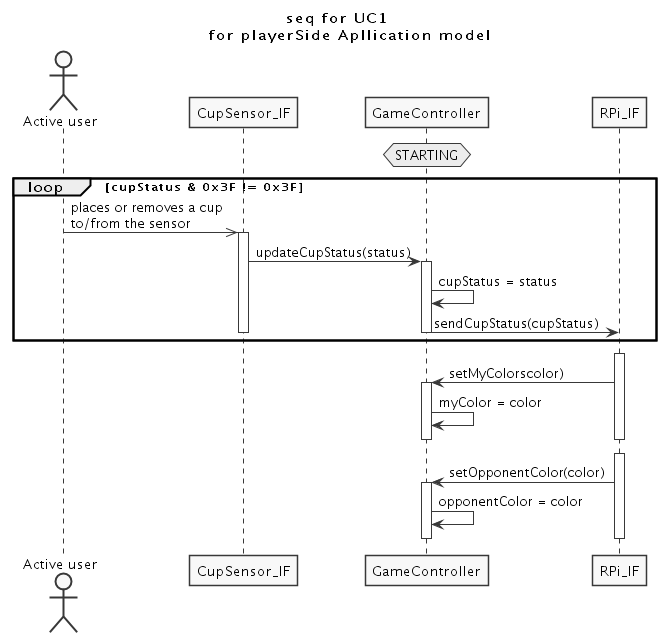 seq for UC1
for playerSide Apllication model
Active user
CupSensor_IF
GameController
RPi_IF
STARTING
loop
[cupStatus & 0x3F != 0x3F]
places or removes a cup
to/from the sensor
updateCupStatus(status)
cupStatus = status
sendCupStatus(cupStatus)
setMyColorscolor)
myColor = color
setOpponentColor(color)
opponentColor = color
Active user
CupSensor_IF
GameController
RPi_IF